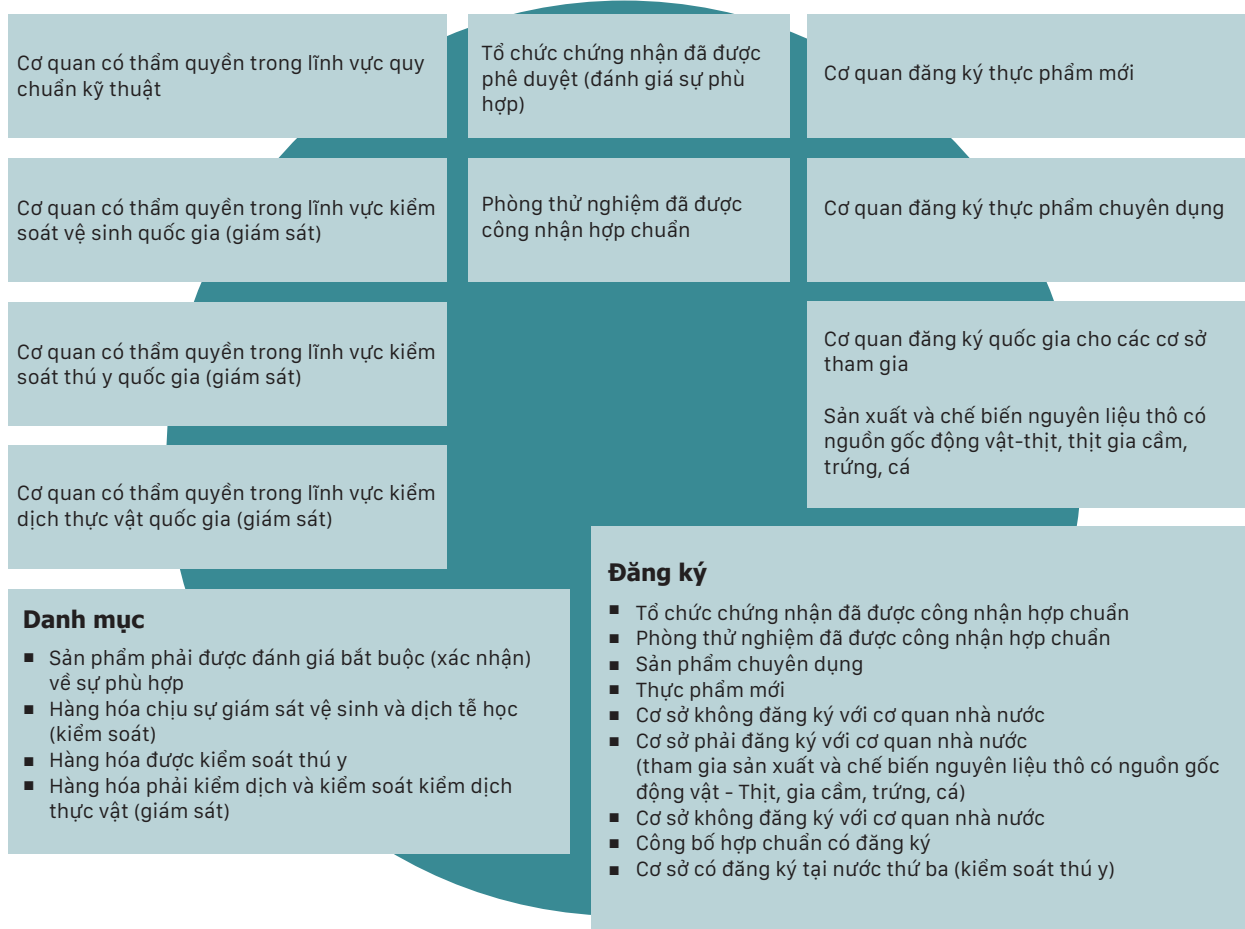 Cơ quan có thẩm quyền trong lĩnh vực quy
chuẩn kỹ thuật
Tổ chức chứng nhận đã được
phê duyệt (đánh giá sự phù
hợp)
Cơ quan đăng ký thực phẩm mới
Cơ quan có thẩm quyền trong lĩnh vực kiểm
soát vệ sinh quốc gia (giám sát)
Phòng thử nghiệm đã được
công nhận hợp chuẩn
Cơ quan đăng ký thực phẩm chuyên dụng
Cơ quan có thẩm quyền trong lĩnh vực kiểm
soát thú y quốc gia (giám sát)
Cơ quan đăng ký quốc gia cho các cơ sở
tham gia
Sản xuất và chế biến nguyên liệu thô có
nguồn gốc động vật-thịt, thịt gia cầm,
trứng, cá
Cơ quan có thẩm quyền trong lĩnh vực kiểm
dịch thực vật quốc gia (giám sát)
Danh mục
■ Sản phẩm phải được đánh giá bắt buộc (xác nhận)
về sự phù hợp
■ Hàng hóa chịu sự giám sát vệ sinh và dịch tễ học
(kiểm soát)
■ Hàng hóa được kiểm soát thú y
■ Hàng hóa phải kiểm dịch và kiểm soát kiểm dịch
thực vật (giám sát)
Đăng ký
■ Tổ chức chứng nhận đã được công nhận hợp chuẩn
■ Phòng thử nghiệm đã được công nhận hợp chuẩn
■ Sản phẩm chuyên dụng
■ Thực phẩm mới
■ Cơ sở không đăng ký với cơ quan nhà nước
■ Cơ sở phải đăng ký với cơ quan nhà nước
(tham gia sản xuất và chế biến nguyên liệu thô có nguồn gốc
động vật - Thịt, gia cầm, trứng, cá)
■ Cơ sở không đăng ký với cơ quan nhà nước
■ Công bố hợp chuẩn có đăng ký
■ Cơ sở có đăng ký tại nước thứ ba (kiểm soát thú y)